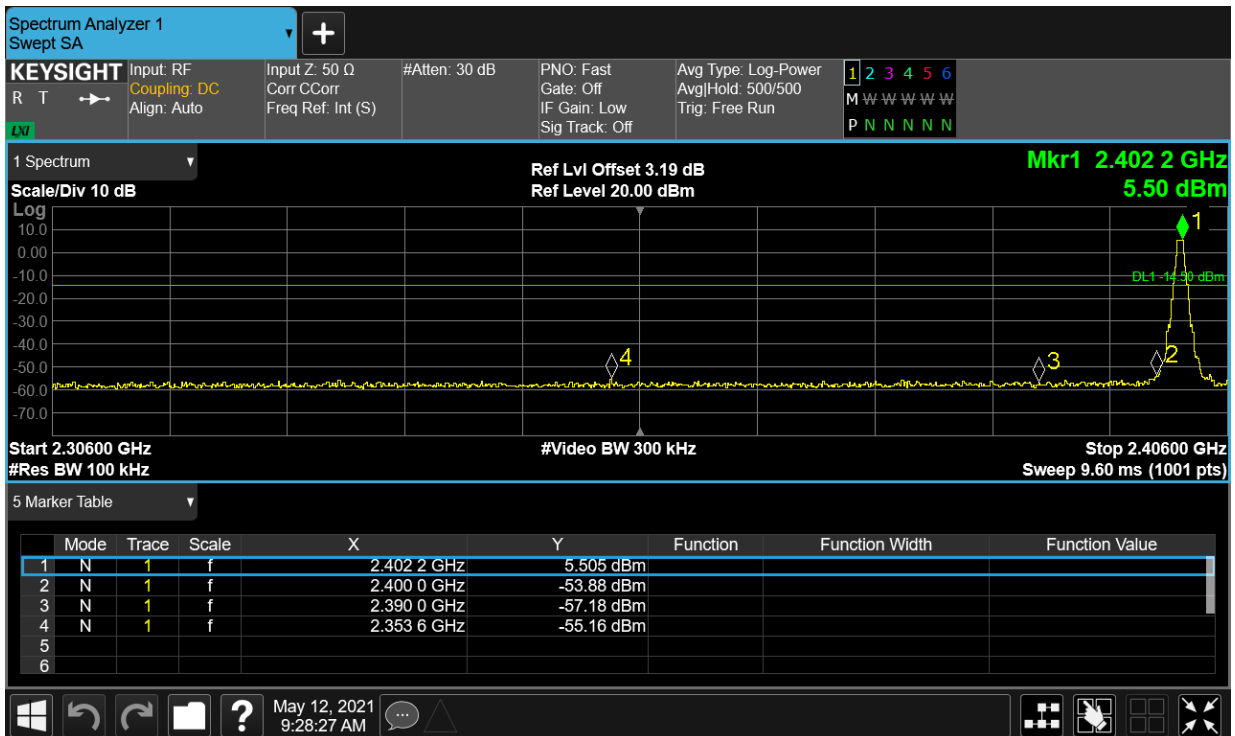 Spectrum Analyzer 1
Swept SA
KEYSIGHT
R T
LXI
Input: RF
Coupling: DC
Align: Auto
Input Z: 50 Ω
Corr CCorr
Freq Ref: Int (S)
#Atten: 30 dB
PNO: Fast
Gate: Off
IF Gain: Low
Sig Track: Off
Avg Type: Log-Power
Avg|Hold: 500/500
Trig: Free Run
1 2 3 4 5 6
M W W W W W
P N N N N N
1 Spectrum
Scale/Div 10 dB
Ref Lvl Offset 3.19 dB
Ref Level 20.00 dBm
Mkr1 2.402 2 GHz
5.50 dBm
Log
10.0
0.00
-10.0
-20.0
-30.0
-40.0
-50.0
-60.0
-70.0
1
DL1 -14.50 dBm
4
3
2
Start 2.30600 GHz
#Res BW 100 kHz
#Video BW 300 kHz
Stop 2.40600 GHz
Sweep 9.60 ms (1001 pts)
5 Marker Table
Mode Trace Scale X Y Function Function Width Function Value
1 N 1 f 2.402 2 GHz 5.505 dBm
2 N 1 f 2.400 0 GHz -53.88 dBm
3 N 1 f 2.390 0 GHz -57.18 dBm
4 N 1 f 2.353 6 GHz -55.16 dBm
5
6
?
May 12, 2021
9:28:27 AM